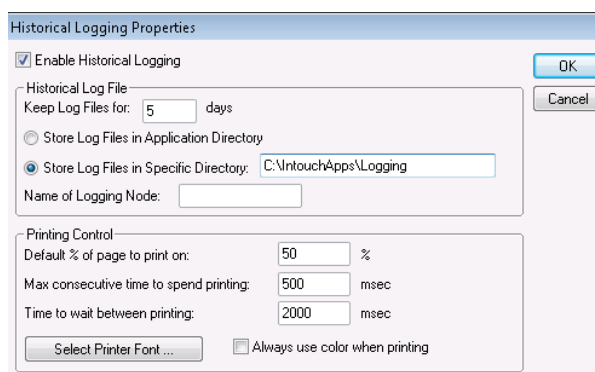 Historical Logging Properties
Enable Historical Logging
OK
Historical Log File
Keep Log Files for: 5 days
Cancel
Store Log Files in Application Directory
Store Log Files in Specific Directory: C:\IntouchApps\Logging
Name of Logging Node:
Printing Control
Default % of page to print on: 50 %
Max consecutive time to spend printing: 500 msec
Time to wait between printing: 2000 msec
Select Printer Font ... Always use color when printing